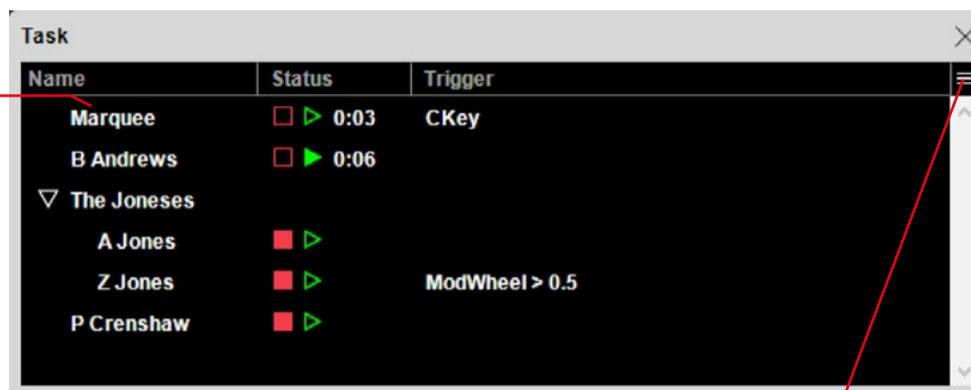 Task
Name Status Trigger
Marquee 0:03 CKey
B Andrews 0:06
The Joneses
A Jones
Z Jones ModWheel > 0.5
P Crenshaw